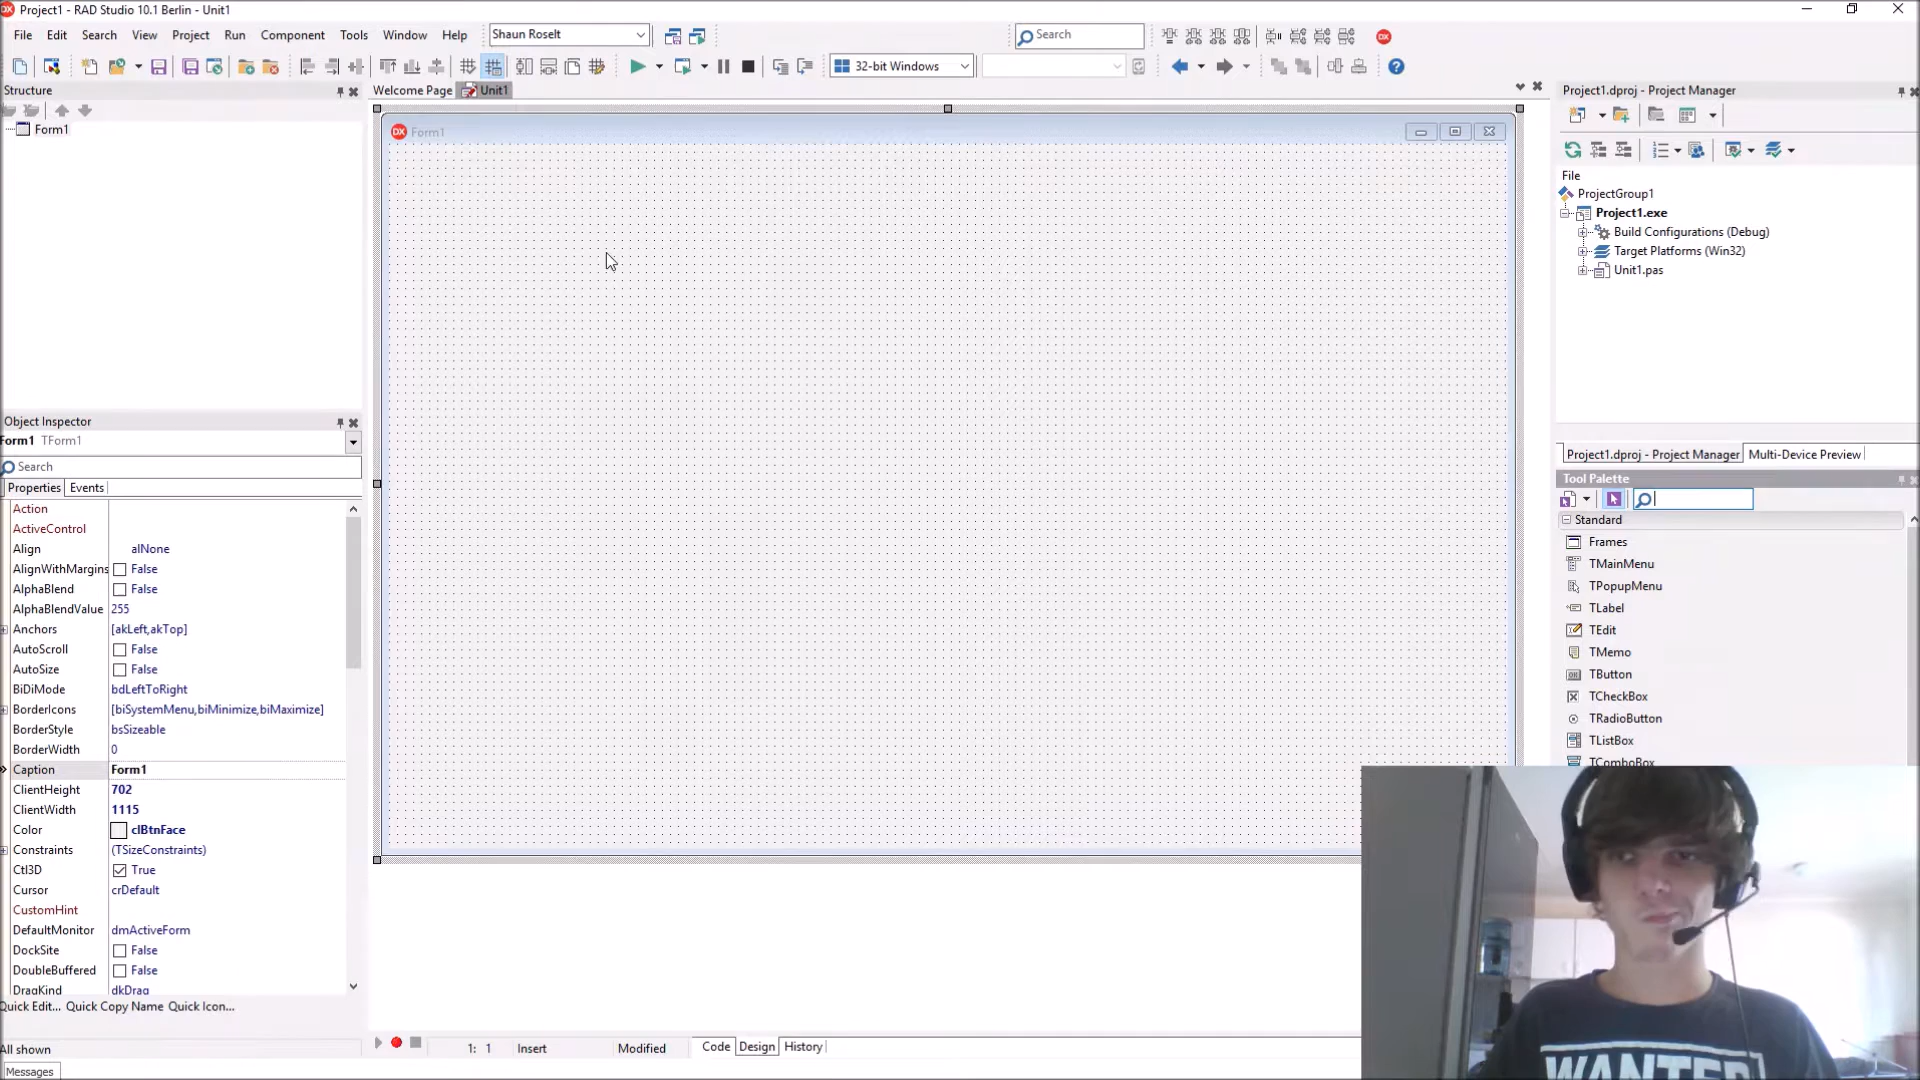 Project1 - RAD Studio 10.1 Berlin - Unit1
File Edit Search View Project Run Component Tools Window Help Shaun Roselt Search
32-bit Windows
Structure
Form1
Welcome Page Unit1
DX Form1
Object Inspector
Form1 TForm1
Search
Properties Events
Action
ActiveControl
Align alNone
AlignWithMargins False
AlphaBlend False
AlphaBlendValue 255
Anchors [akLeft,akTop]
AutoScroll False
AutoSize False
BiDiMode bdLeftToRight
BorderIcons [biSystemMenu,biMinimize,biMaximize]
BorderStyle bsSizeable
BorderWidth 0
Caption Form1
ClientHeight 702
ClientWidth 1115
Color clBtnFace
Constraints (TSizeConstraints)
Ctl3D True
Cursor crDefault
CustomHint
DefaultMonitor dmActiveForm
DockSite False
DoubleBuffered False
DragKind dkDrag
Quick Edit... Quick Copy Name Quick Icon...
All shown
Messages
1: 1 Insert Modified Code Design History
Project1.dproj - Project Manager
File
ProjectGroup1
Project1.exe
Build Configurations (Debug)
Target Platforms (Win32)
Unit1.pas
Project1.dproj - Project Manager Multi-Device Preview
Tool Palette
Standard
Frames
TMainMenu
TPopupMenu
TLabel
TEdit
TMemo
TButton
TCheckBox
TRadioButton
TListBox
TComboBox
WANTED